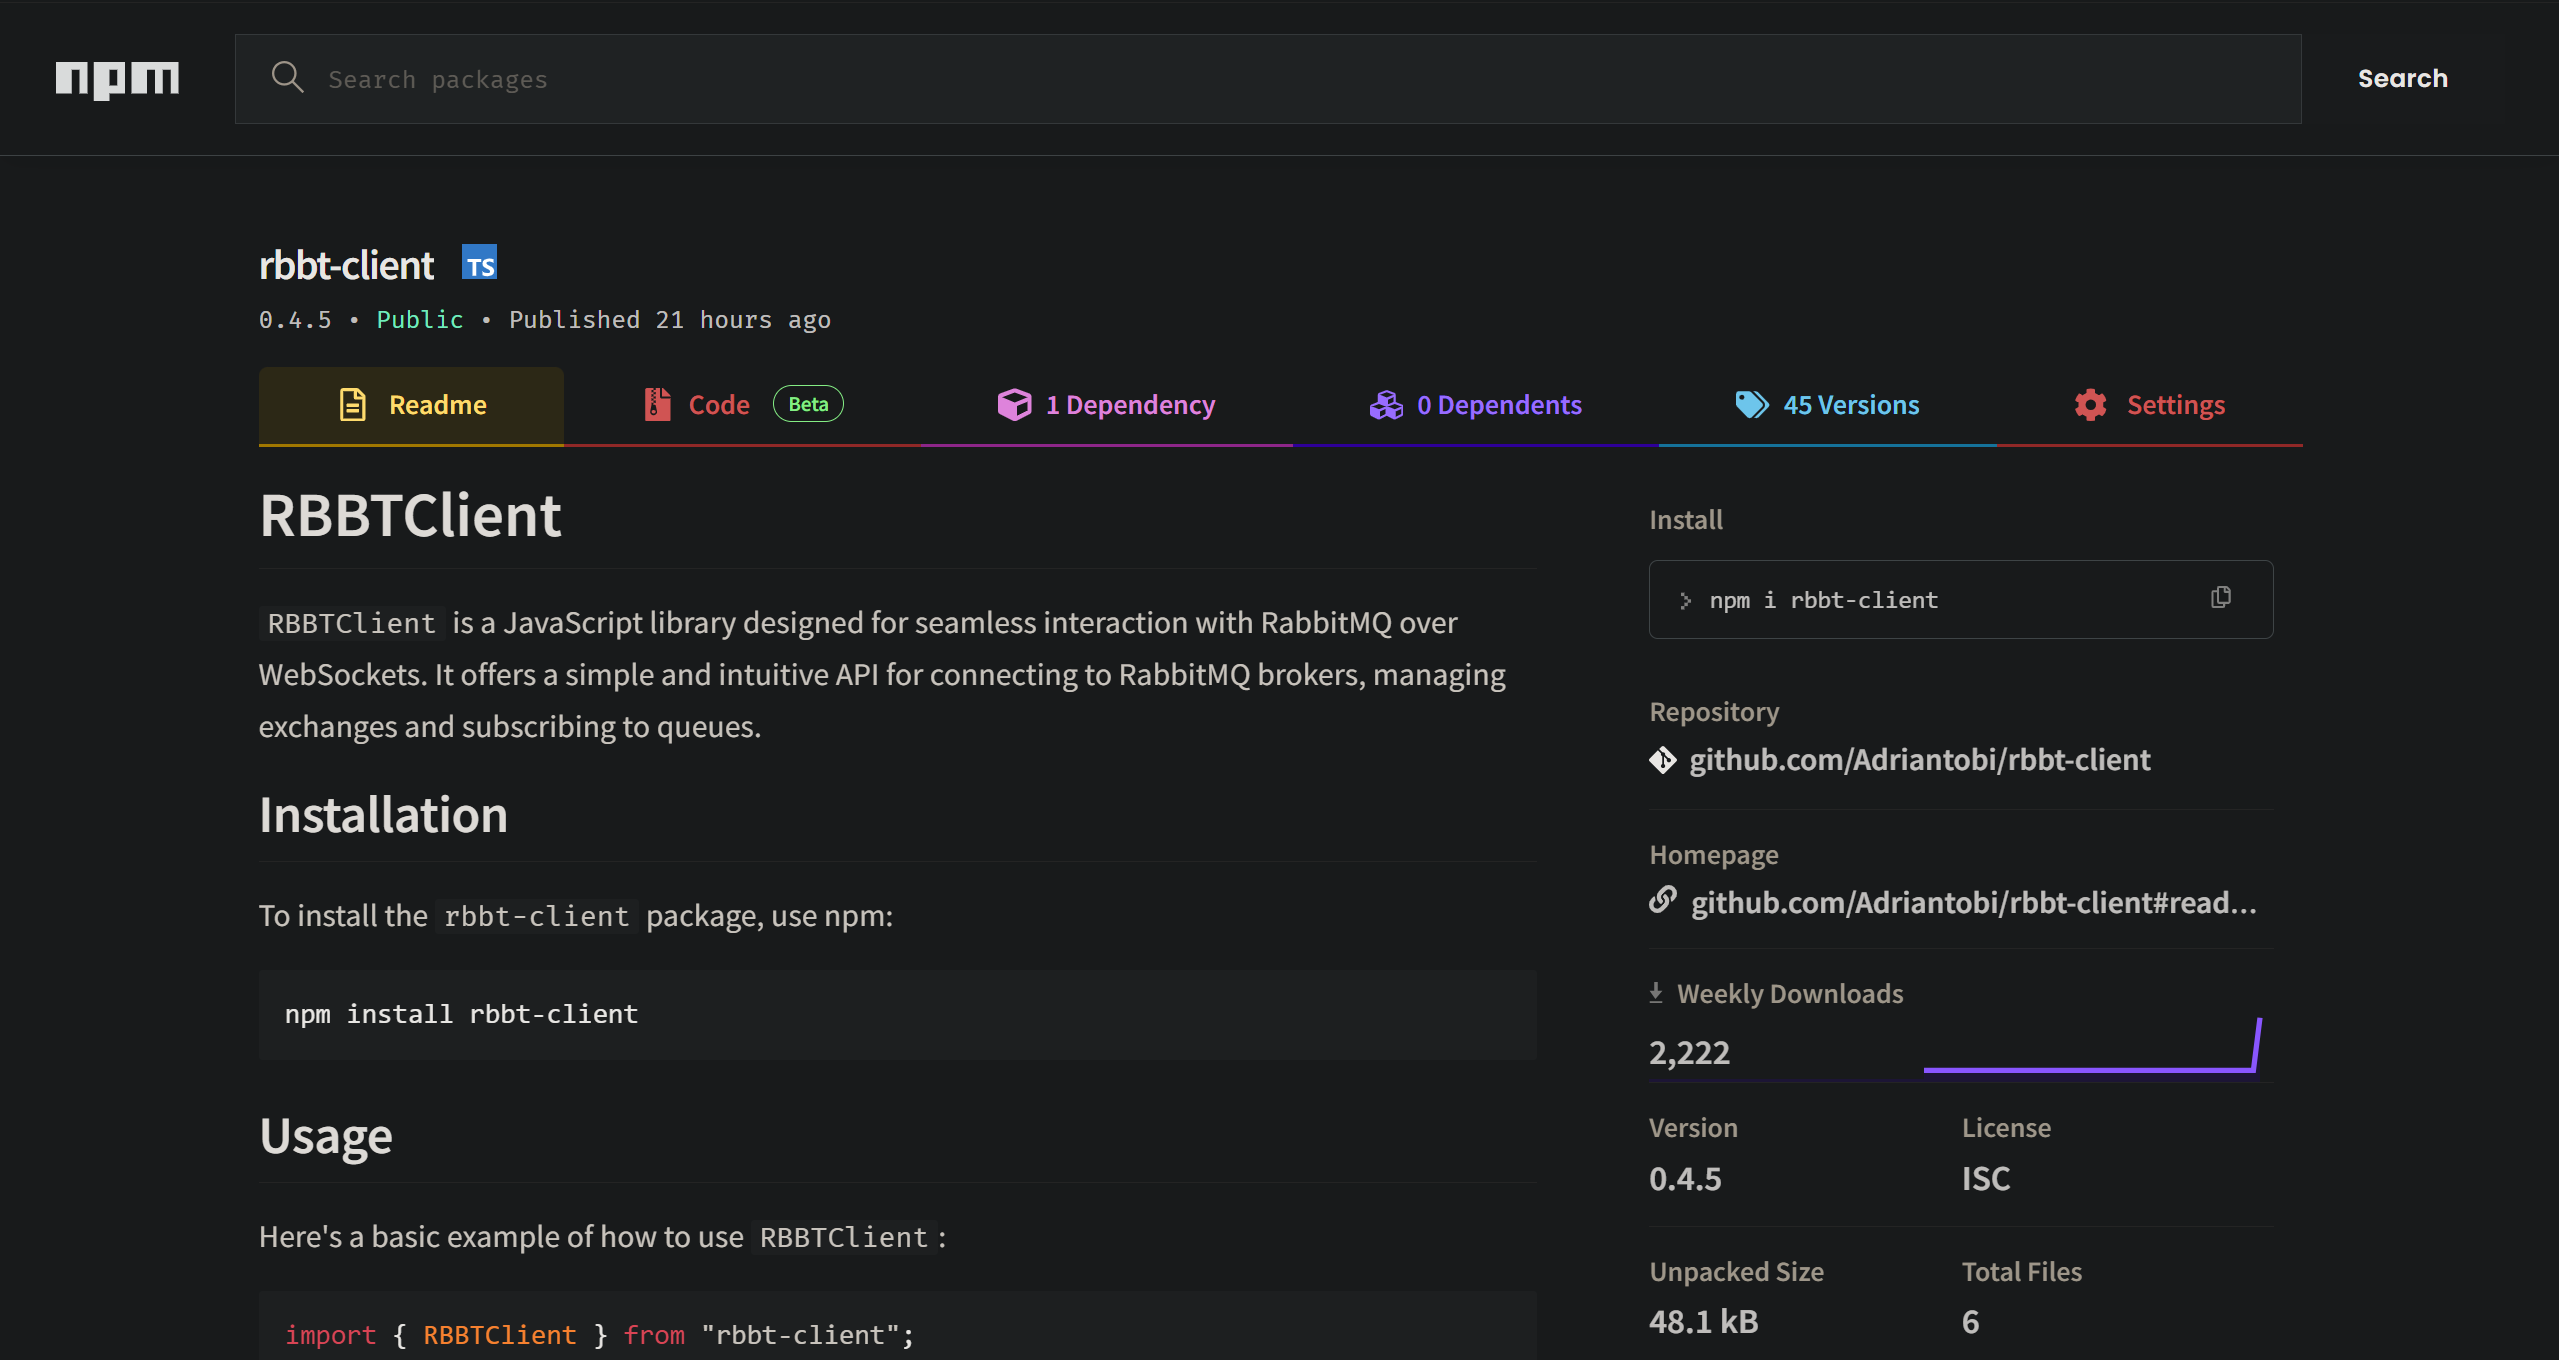 npm
Search packages
Search
rbbt-client TS
0.4.5 • Public • Published 21 hours ago
Readme
Code Beta
1 Dependency
0 Dependents
45 Versions
Settings
RBBTClient
RBBTClient is a JavaScript library designed for seamless interaction with RabbitMQ over
WebSockets. It offers a simple and intuitive API for connecting to RabbitMQ brokers, managing
exchanges and subscribing to queues.
Installation
To install the rbbt-client package, use npm:
npm install rbbt-client
Usage
Here's a basic example of how to use RBBTClient:
import { RBBTClient } from "rbbt-client";
Install
npm i rbbt-client
Repository
github.com/Adriantobi/rbbt-client
Homepage
github.com/Adriantobi/rbbt-client#read...
Weekly Downloads
2,222
Version
0.4.5
License
ISC
Unpacked Size
48.1 kB
Total Files
6